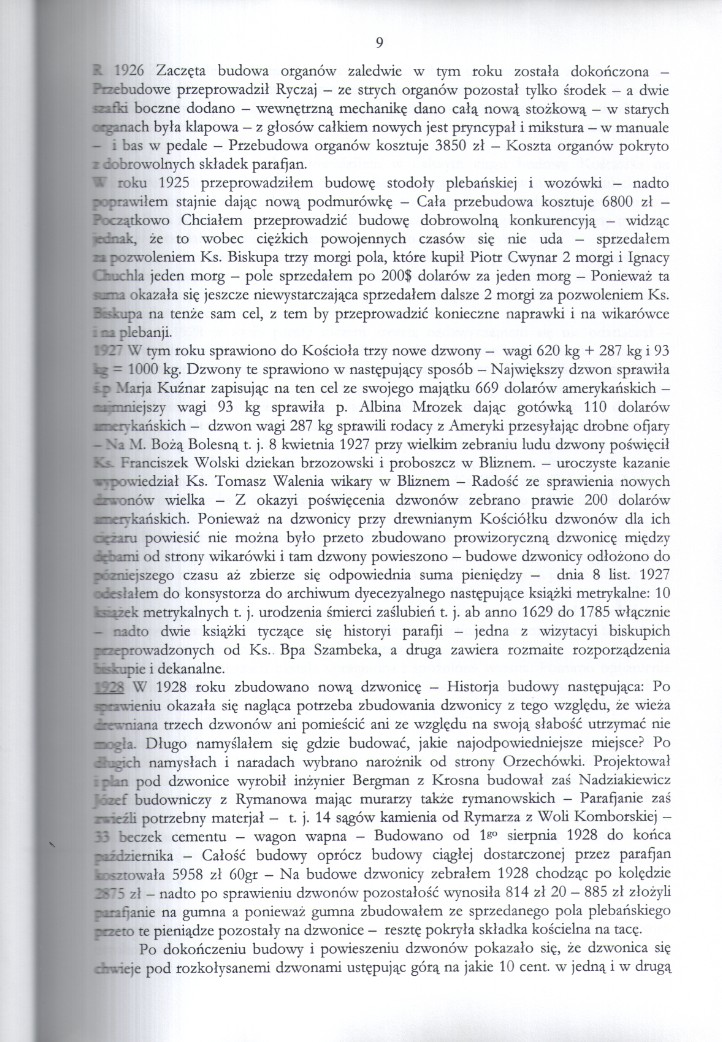 9
R 1926 Zaczęta budowa organów zaledwie w tym roku została dokończona –
Przebudowe przeprowadził Ryczaj – ze strych organów pozostał tylko środek – a dwie
szafki boczne dodano – wewnętrzną mechanikę dano całą nową stożkową – w starych
organach była klapowa – z głosów całkiem nowych jest pryncypał i mikstura – w manuale
– i bas w pedale – Przebudowa organów kosztuje 3850 zł – Koszta organów pokryto
z dobrowolnych składek parafjan.
W roku 1925 przeprowadziłem budowę stodoły plebańskiej i wozówki – nadto
poprawiłem stajnie dając nową podmurówkę – Cała przebudowa kosztuje 6800 zł –
Początkowo Chciałem przeprowadzić budowę dobrowolną konkurencyją – widząc
jednak, że to wobec ciężkich powojennych czasów się nie uda – sprzedałem
za pozwoleniem Ks. Biskupa trzy morgi pola, które kupił Piotr Cwynar 2 morgi i Ignacy
Chuchla jeden morg – pole sprzedałem po 200$ dolarów za jeden morg – Ponieważ ta
suma okazała się jeszcze niewystarczająca sprzedałem dalsze 2 morgi za pozwoleniem Ks.
Biskupa na tenże sam cel, z tem by przeprowadzić konieczne naprawki i na wikarówce
i na plebanji.
1927 W tym roku sprawiono do Kościoła trzy nowe dzwony – wagi 620 kg + 287 kg i 93
kg = 1000 kg. Dzwony te sprawiono w następujący sposób – Największy dzwon sprawiła
ś.p Marja Kuźnar zapisując na ten cel ze swojego majątku 669 dolarów amerykańskich –
najmniejszy wagi 93 kg sprawiła p. Albina Mrozek dając gotówką 110 dolarów
amerykańskich – dzwon wagi 287 kg sprawili rodacy z Ameryki przesyłając drobne ofjary
– Na M. Bożą Bolesną t. j. 8 kwietnia 1927 przy wielkim zebraniu ludu dzwony poświęcił
Ks. Franciszek Wolski dziekan brzozowski i proboszcz w Bliznem. – uroczyste kazanie
wypowiedział Ks. Tomasz Walenia wikary w Bliznem – Radość ze sprawienia nowych
dzwonów wielka – Z okazyi poświęcenia dzwonów zebrano prawie 200 dolarów
amerykańskich. Ponieważ na dzwonicy przy drewnianym Kościółku dzwonów dla ich
ciężaru powiesić nie można było przeto zbudowano prowizoryczną dzwonicę między
dębami od strony wikarówki i tam dzwony powieszono – budowe dzwonicy odłożono do
późniejszego czasu aż zbierze się odpowiednia suma pieniędzy – dnia 8 list. 1927
odesłałem do konsystorza do archiwum dyecezyalnego następujące książki metrykalne: 10
książek metrykalnych t. j. urodzenia śmierci zaślubień t. j. ab anno 1629 do 1785 włącznie
– nadto dwie książki tyczące się historyi parafji – jedna z wizytacyi biskupich
przeprowadzonych od Ks. Bpa Szambeka, a druga zawiera rozmaite rozporządzenia
biskupie i dekanalne.
1928 W 1928 roku zbudowano nową dzwonicę – Historja budowy następująca: Po
sprawieniu okazała się nagląca potrzeba zbudowania dzwonicy z tego względu, że wieża
drewniana trzech dzwonów ani pomieścić ani ze względu na swoją słabość utrzymać nie
mogła. Długo namyślałem się gdzie budować, jakie najodpowiedniejsze miejsce? Po
długich namysłach i naradach wybrano narożnik od strony Orzechówki. Projektował
i plan pod dzwonice wyrobił inżynier Bergman z Krosna budował zaś Nadziakiewicz
Józef budowniczy z Rymanowa mając murarzy także rymanowskich – Parafjanie zaś
zwieźli potrzebny materjał – t. j. 14 sągów kamienia od Rymarza z Woli Komborskiej –
33 beczek cementu – wagon wapna – Budowano od 1go sierpnia 1928 do końca
października – Całość budowy oprócz budowy ciągłej dostarczonej przez parafjan
kosztowała 5958 zł 60gr – Na budowe dzwonicy zebrałem 1928 chodząc po kolędzie
2875 zł – nadto po sprawieniu dzwonów pozostałość wynosiła 814 zł 20 – 885 zł złożyli
parafjanie na gumna a ponieważ gumna zbudowałem ze sprzedanego pola plebańskiego
przeto te pieniądze pozostały na dzwonice – resztę pokryła składka kościelna na tacę.
Po dokończeniu budowy i powieszeniu dzwonów pokazało się, że dzwonica się
chwieje pod rozkołysanemi dzwonami ustępując górą na jakie 10 cent. w jedną i w drugą